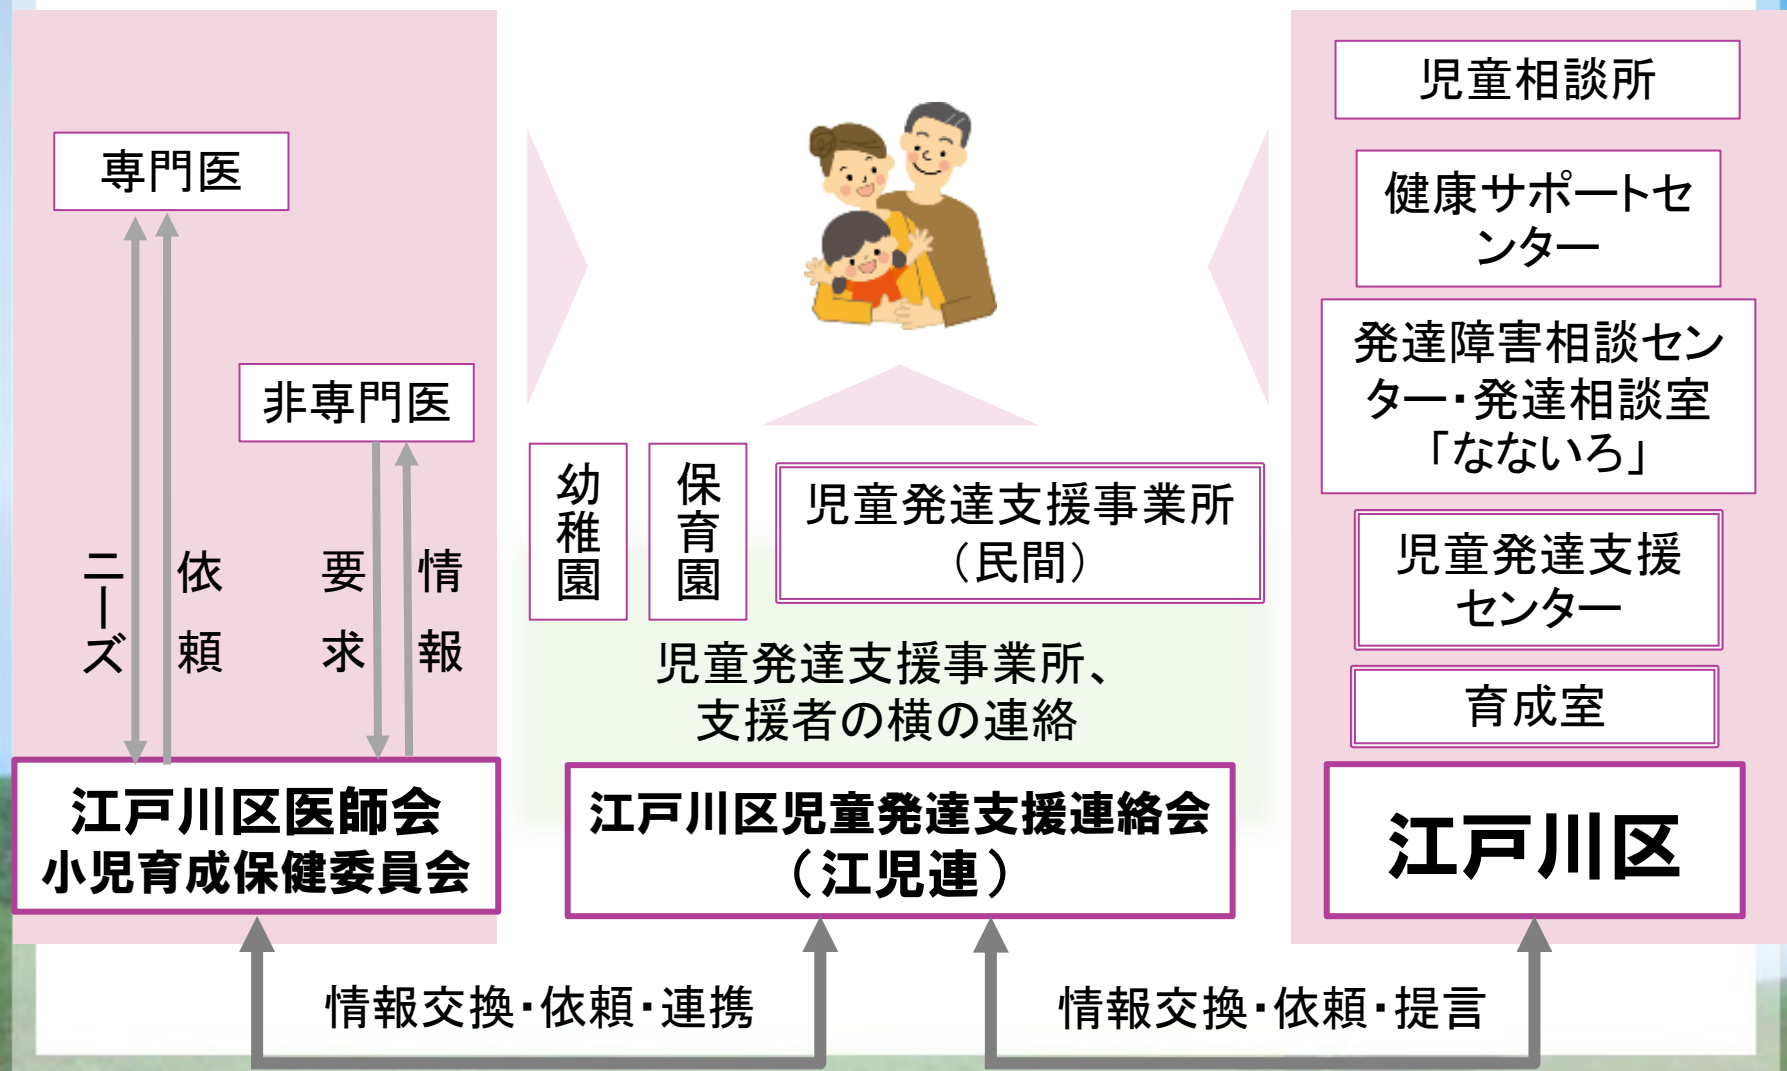 専門医
非専門医
ニーズ
依頼
要求
情報
江戸川区医師会
小児育成保健委員会
幼稚園
保育園
児童発達支援事業所
（民間）
児童発達支援事業所、
支援者の横の連絡
江戸川区児童発達支援連絡会
（江児連）
児童相談所
健康サポートセ
ンター
発達障害相談セン
ター・発達相談室
「なないろ」
児童発達支援
センター
育成室
江戸川区
情報交換・依頼・連携
情報交換・依頼・提言